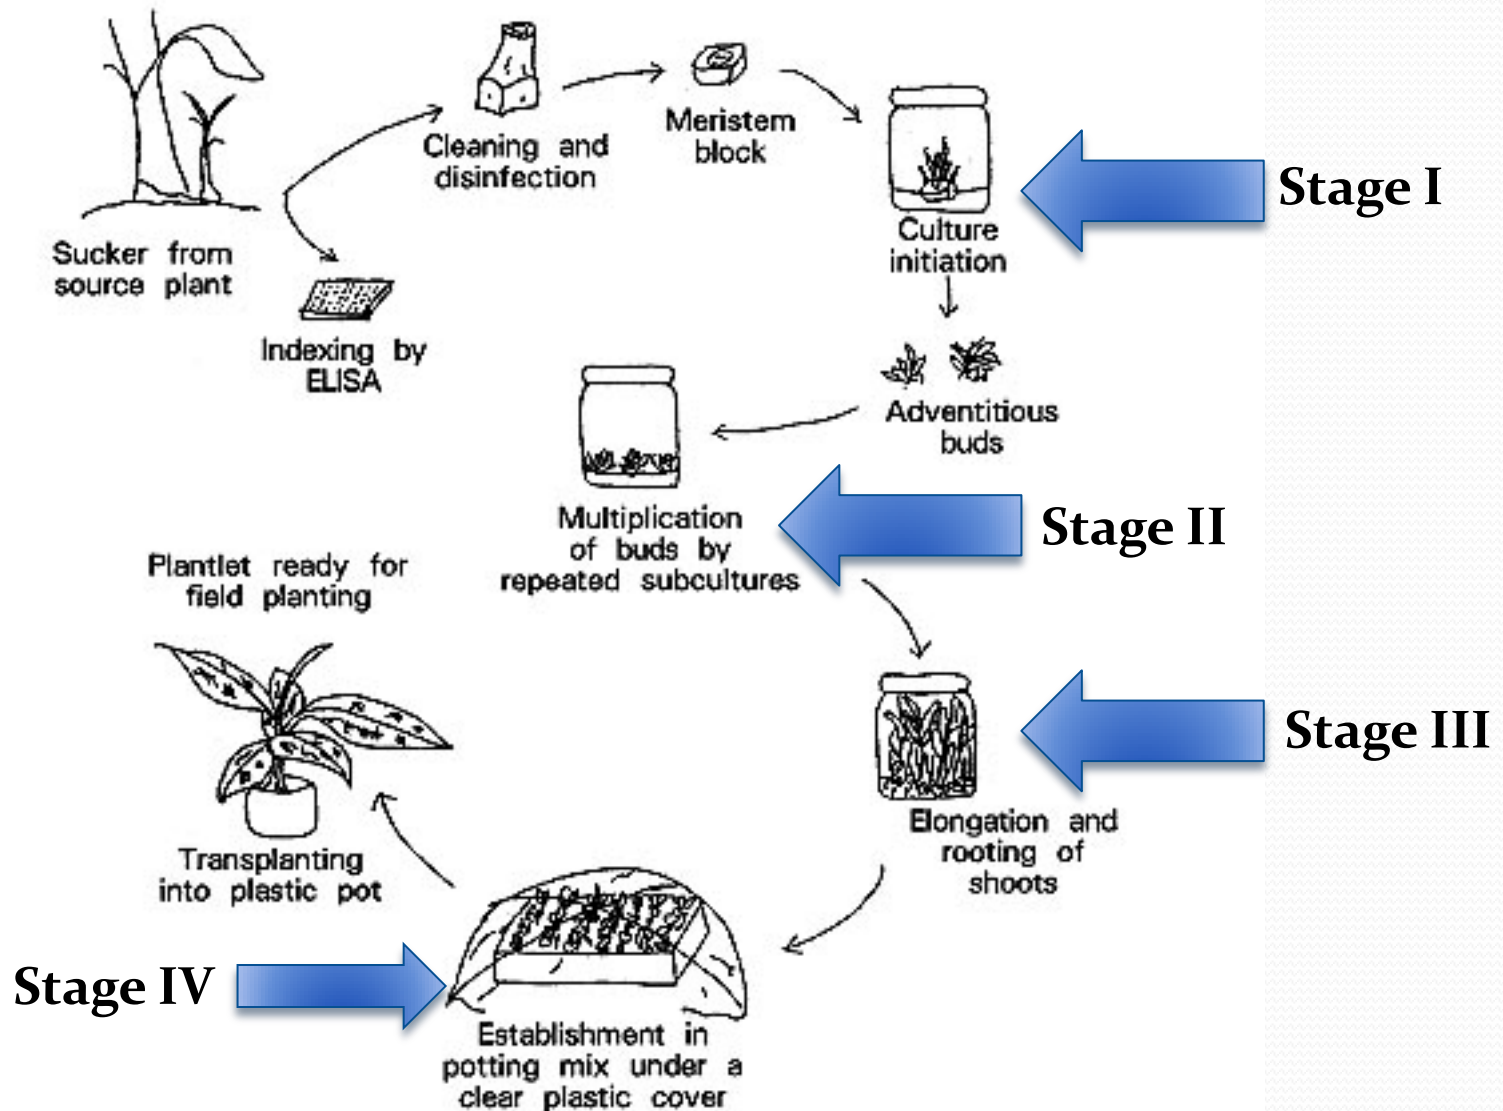 Sucker from
source plant
Indexing by
ELISA
Cleaning and
disinfection
Meristem
block
Culture
initiation
Stage I
Adventitious
buds
Multiplication
of buds by
repeated subcultures
Stage II
Elongation and
rooting of
shoots
Stage III
Establishment in
potting mix under a
clear plastic cover
Stage IV
Transplanting
into plastic pot
Plantlet ready for
field planting